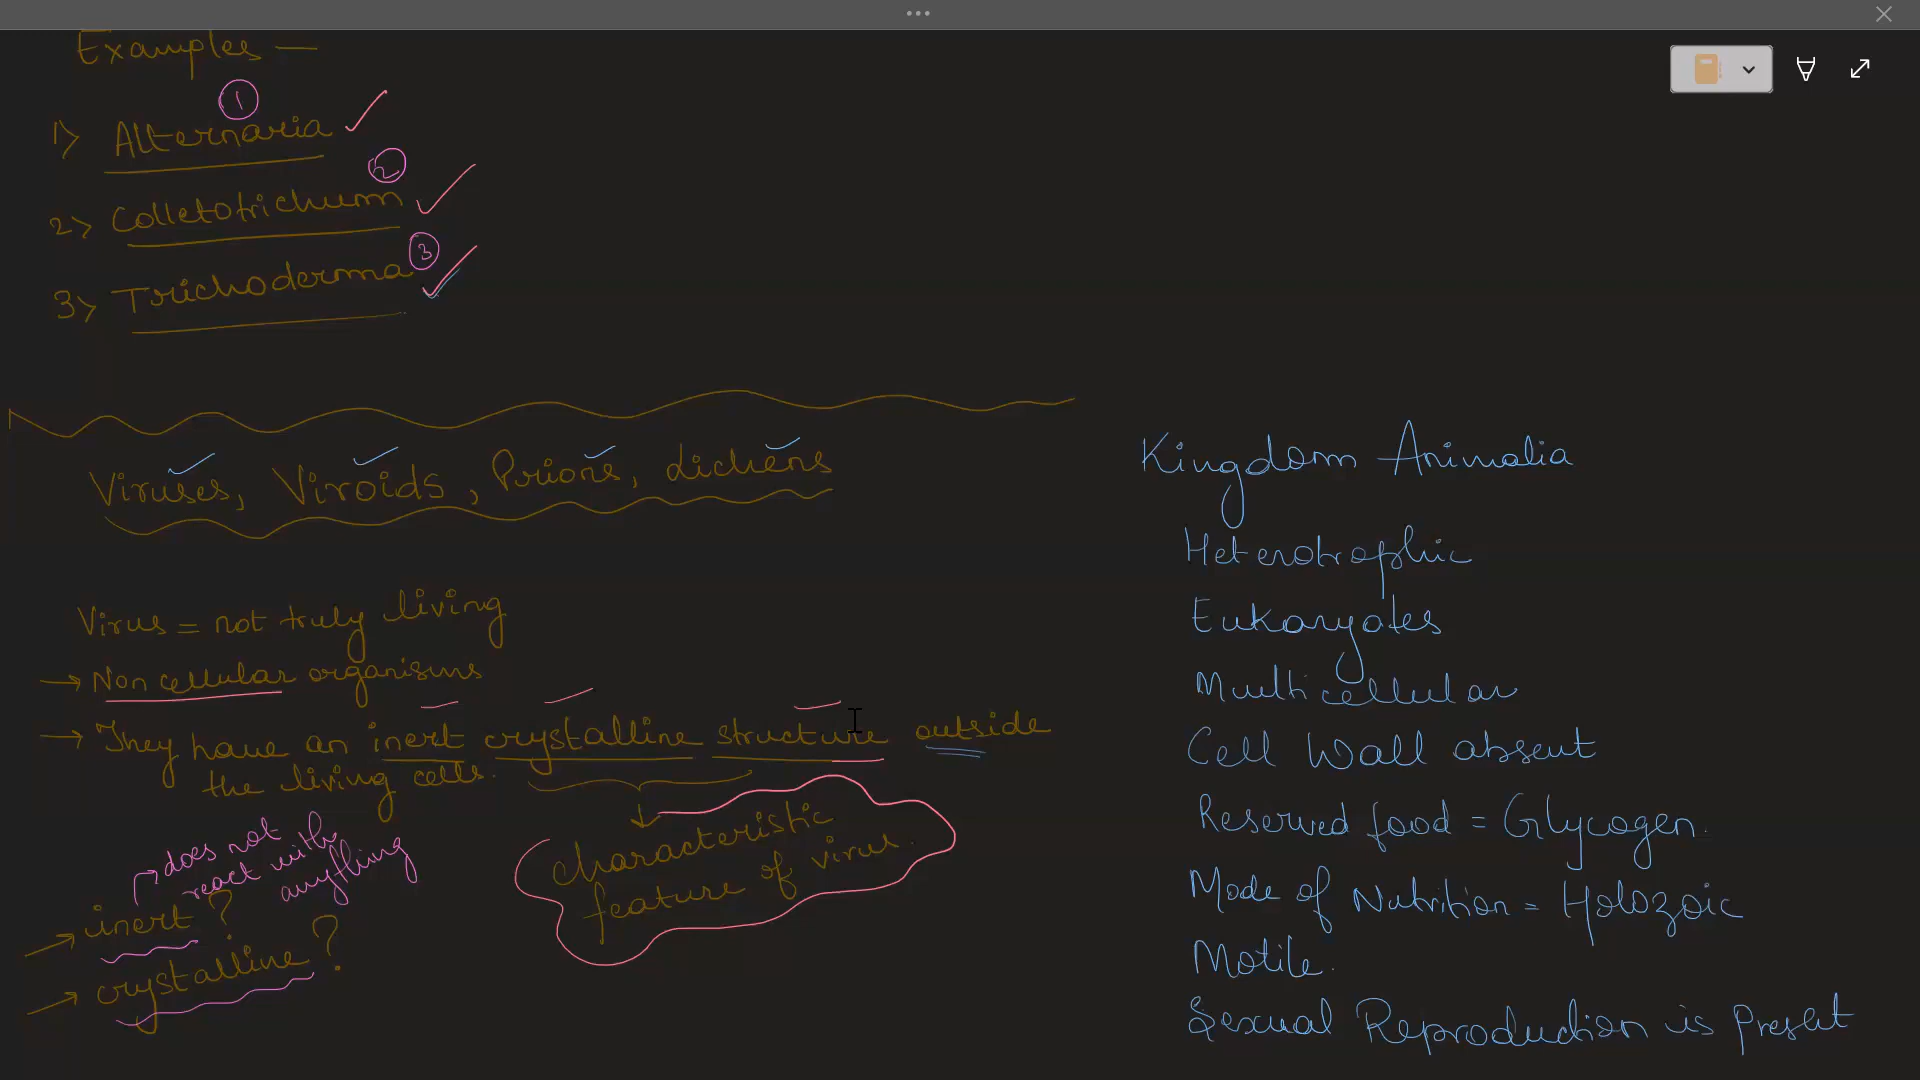 Examples —
①
1) Alternaria ✓
②
2) Colletotrichum ✓
③
3) Trichoderma ✓
Viruses, Viroids, Prions, Lichens
Virus = not truly living
→ Non cellular organisms
→ They have an inert crystalline structure outside
the living cells.
↓
characteristic
feature of virus.
→ does not
react with
anything
→ inert?
→ crystalline?
Kingdom Animalia
Heterotrophic
Eukaryotes
Multicellular
Cell Wall absent
Reserved food = Glycogen.
Mode of Nutrition = Holozoic
Motile.
Sexual Reproduction is Present